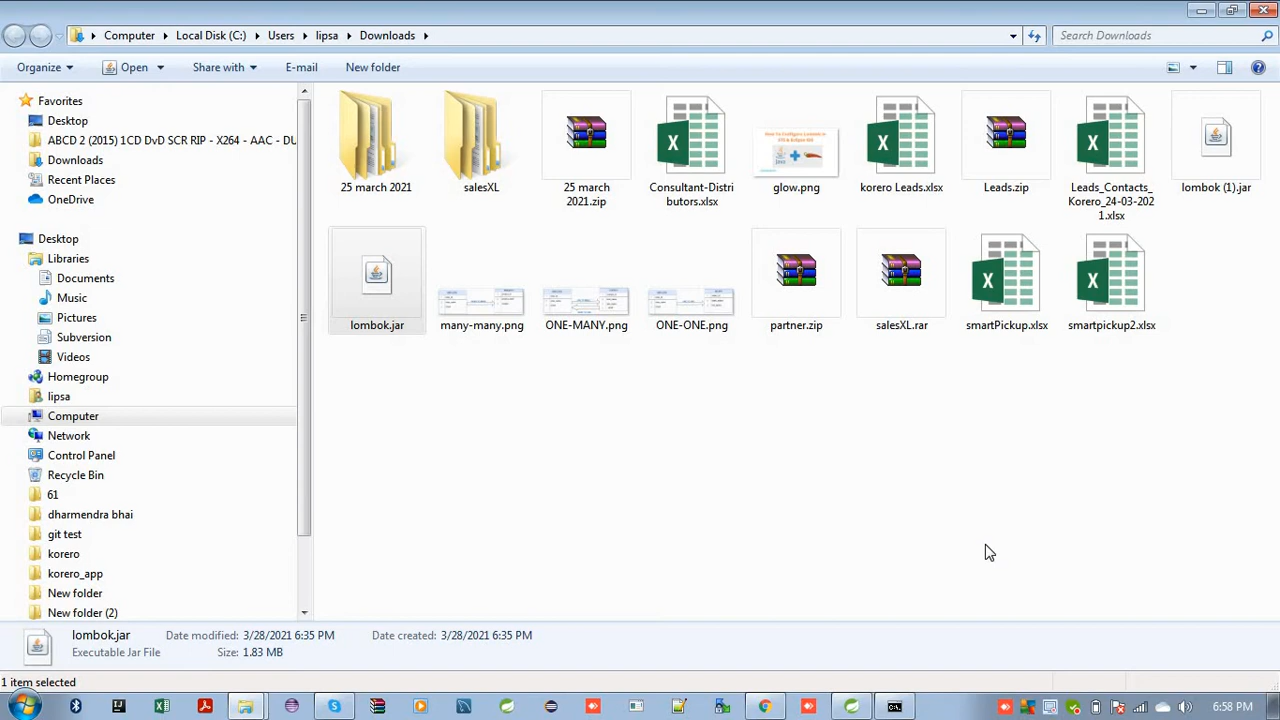 Computer
Local Disk (C:)
Users
lipsa
Downloads
Search Downloads
Organize
Open
Share with
E-mail
New folder
Favorites
Desktop
ABCD 2 (2015) 1CD DvD SCR RIP - X264 - AAC - DU
Downloads
Recent Places
OneDrive
Desktop
Libraries
Documents
Music
Pictures
Subversion
Videos
Homegroup
lipsa
Computer
Network
Control Panel
Recycle Bin
61
dharmendra bhai
git test
korero
korero_app
New folder
New folder (2)
25 march 2021
salesXL
25 march
2021.zip
Consultant-Distri
butors.xlsx
glow.png
korero Leads.xlsx
Leads.zip
Leads_Contacts_
Korero_24-03-202
1.xlsx
lombok (1).jar
lombok.jar
many-many.png
ONE-MANY.png
ONE-ONE.png
partner.zip
salesXL.rar
smartPickup.xlsx
smartpickup2.xlsx
lombok.jar
Date modified: 3/28/2021 6:35 PM
Date created: 3/28/2021 6:35 PM
Executable Jar File
Size: 1.83 MB
1 item selected
6:58 PM